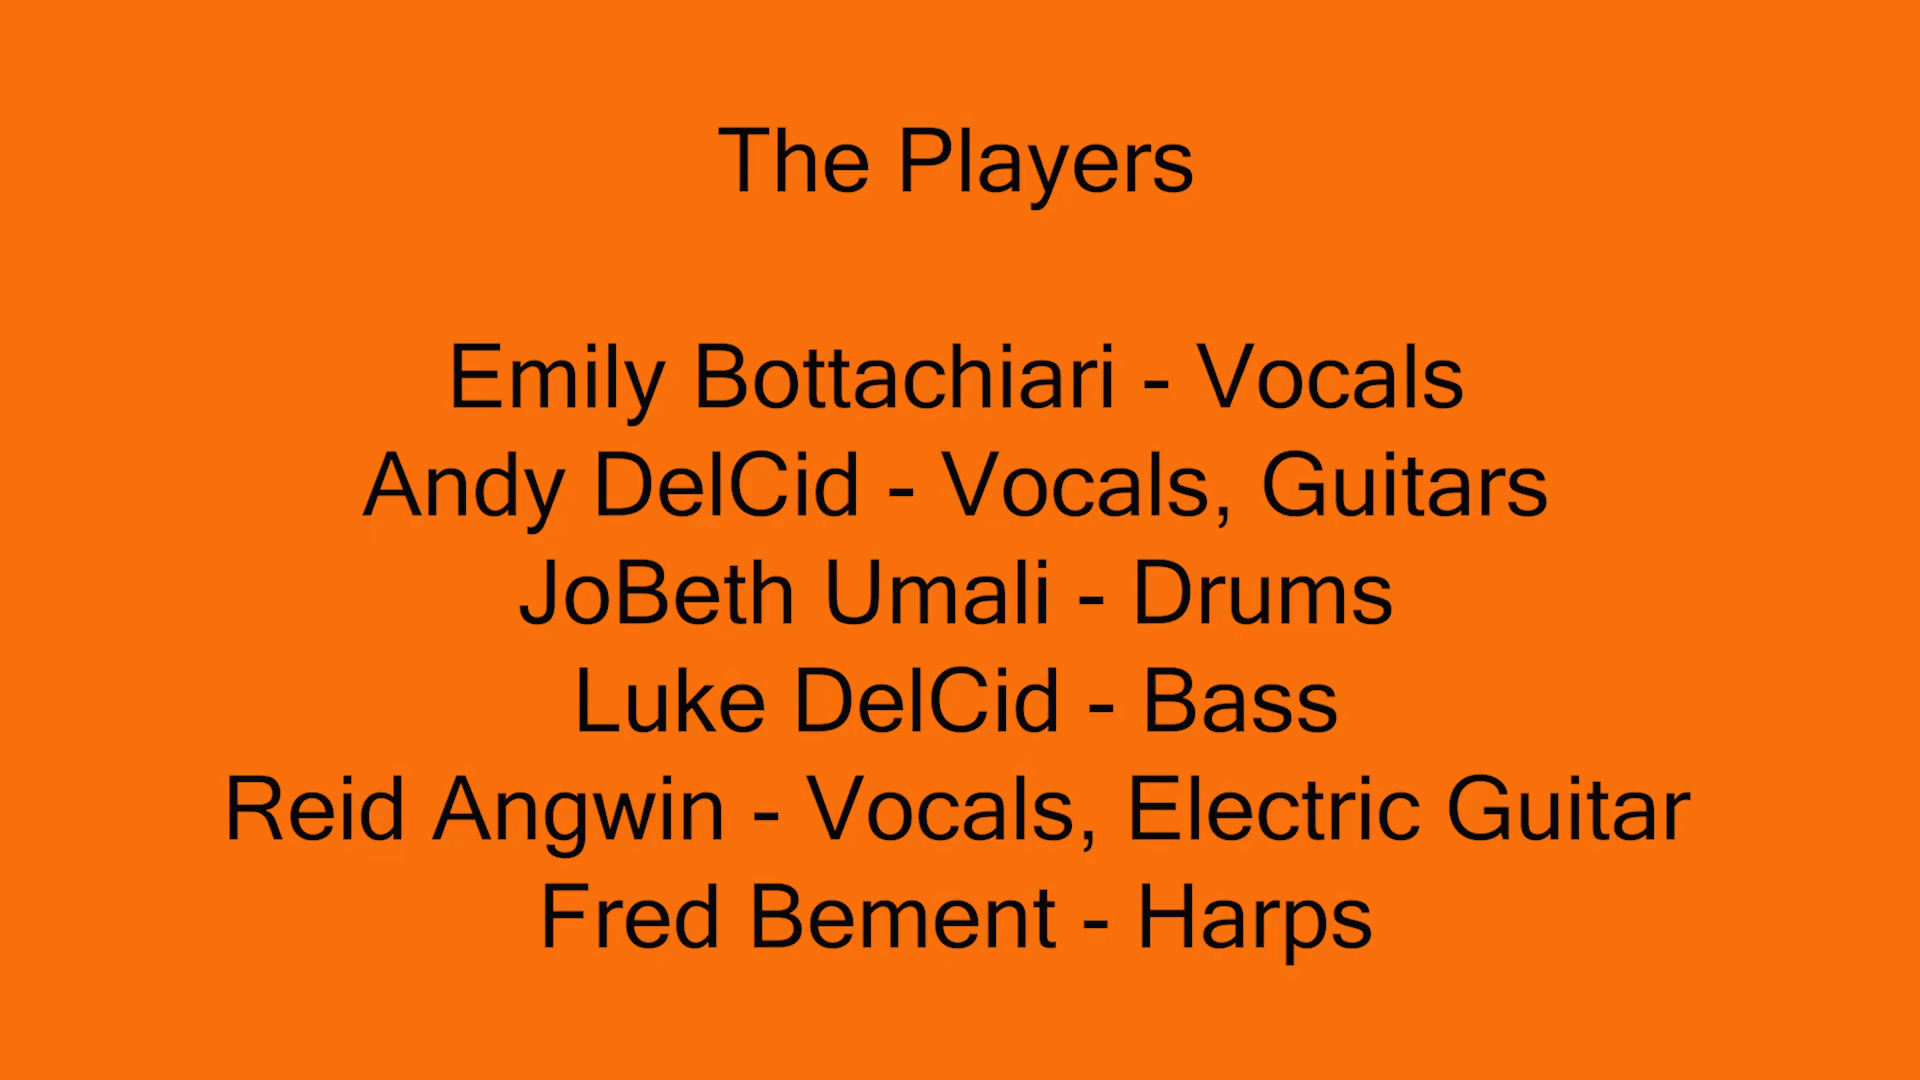 The Players
Emily Bottachiari - Vocals
Andy DelCid - Vocals, Guitars
JoBeth Umali - Drums
Luke DelCid - Bass
Reid Angwin - Vocals, Electric Guitar
Fred Bement - Harps